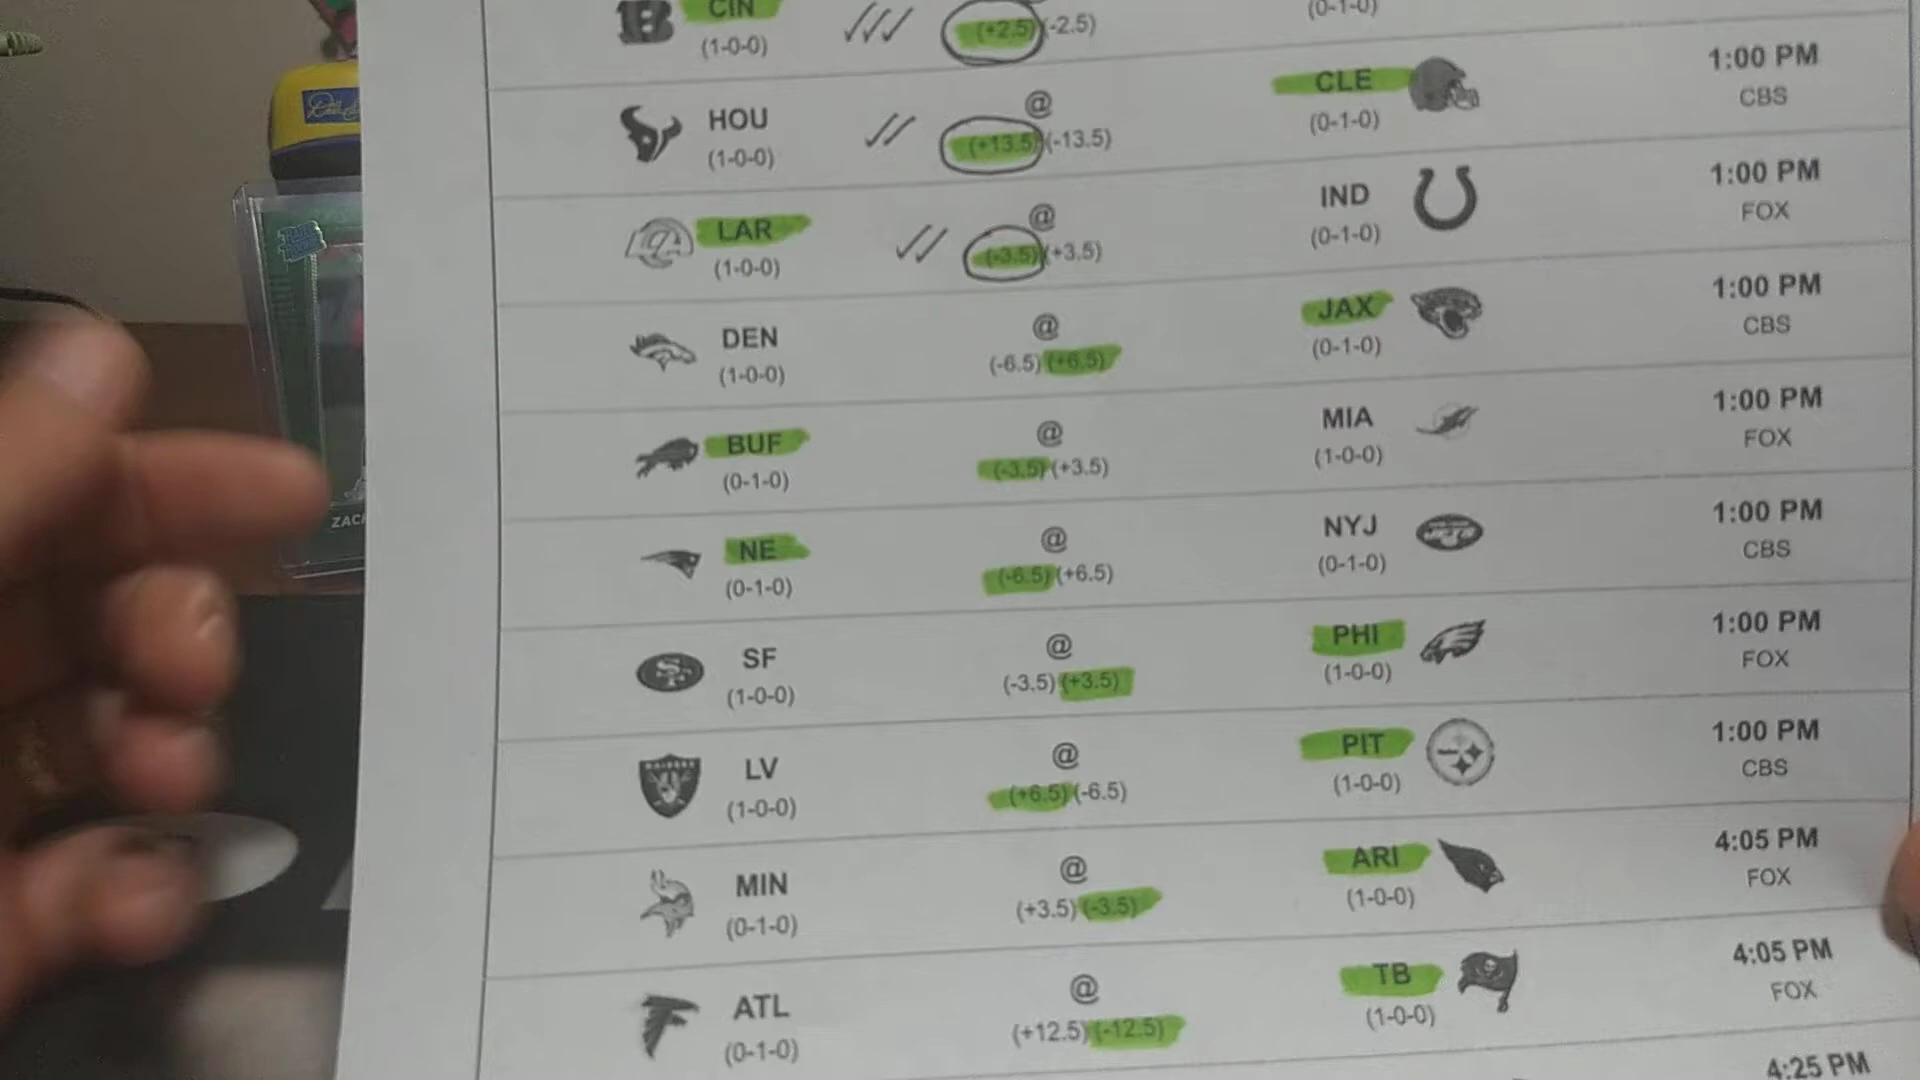 CIN
(1-0-0) (+2.5) (-2.5) (0-1-0)
HOU @ CLE 1:00 PM
(1-0-0) (+13.5) (-13.5) (0-1-0) CBS
LAR @ IND 1:00 PM
(1-0-0) (-3.5) (+3.5) (0-1-0) FOX
DEN @ JAX 1:00 PM
(1-0-0) (-6.5) (+6.5) (0-1-0) CBS
BUF @ MIA 1:00 PM
(0-1-0) (-3.5) (+3.5) (1-0-0) FOX
ZAC
NE @ NYJ 1:00 PM
(0-1-0) (-6.5) (+6.5) (0-1-0) CBS
SF @ PHI 1:00 PM
(1-0-0) (-3.5) (+3.5) (1-0-0) FOX
RAIDERS
LV @ PIT 1:00 PM
(1-0-0) (+6.5) (-6.5) (1-0-0) CBS
MIN @ ARI 4:05 PM
(0-1-0) (+3.5) (-3.5) (1-0-0) FOX
ATL @ TB 4:05 PM
(0-1-0) (+12.5) (-12.5) (1-0-0) FOX
4:25 PM